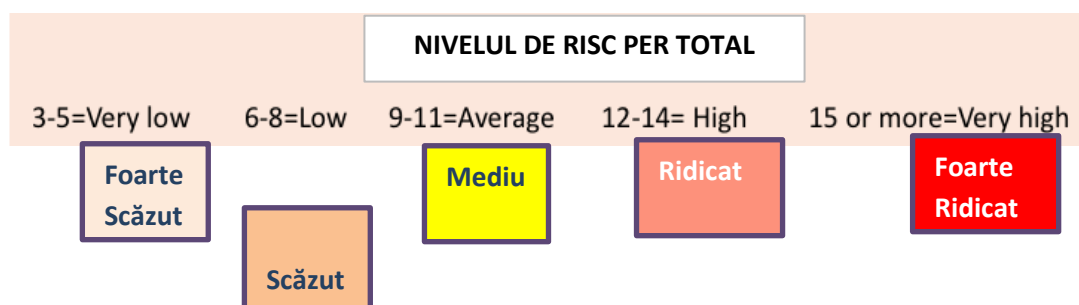 NIVELUL DE RISC PER TOTAL
3-5=Very low 6-8=Low 9-11=Average 12-14= High 15 or more=Very high
Foarte Scăzut
Mediu
Ridicat
Foarte Ridicat
Scăzut